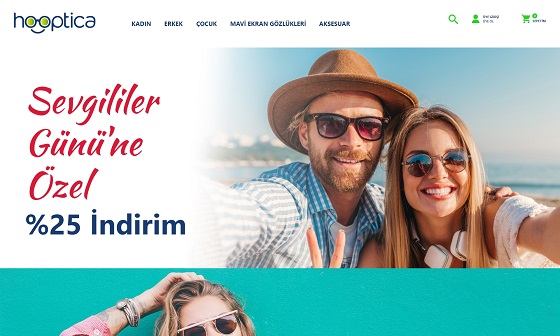 hooptica
KADIN ERKEK ÇOCUK MAVİ EKRAN GÖZLÜKLERİ AKSESUAR
ÜYE GİRİŞİ
ÜYE OL
0
SEPETİM
Sevgililer
Günü'ne
Özel
%25 İndirim